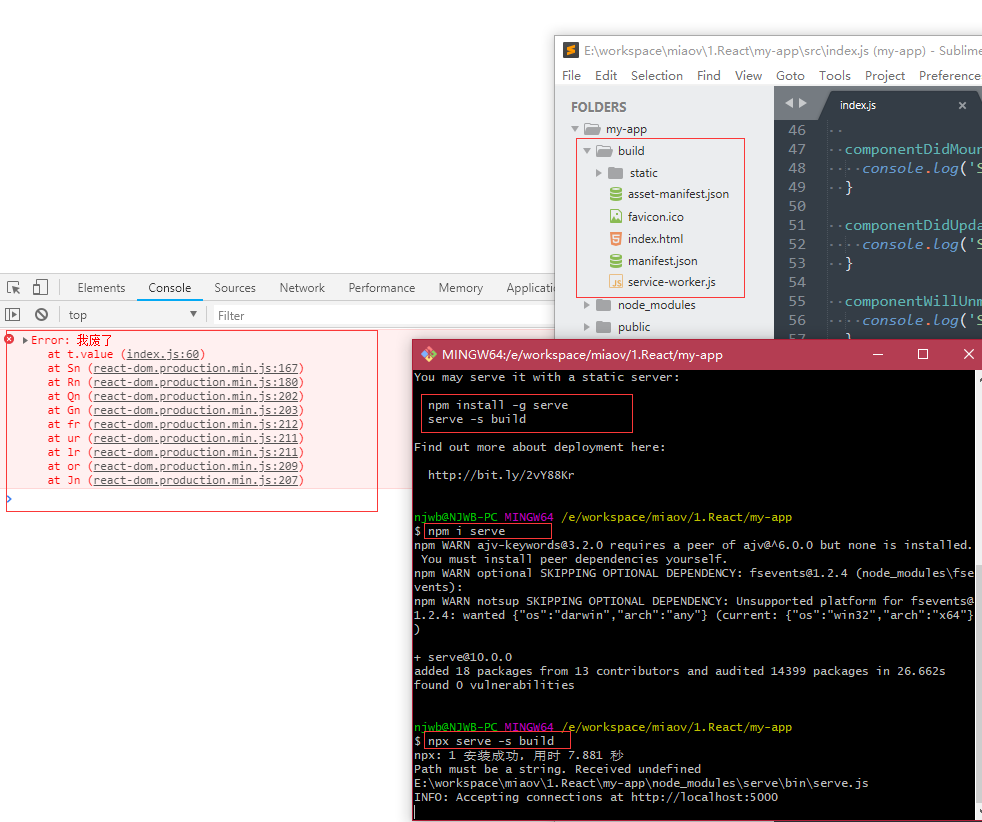 E:\workspace\miaov\1.React\my-app\src\index.js (my-app) - Sublime
File Edit Selection Find View Goto Tools Project Preference
FOLDERS
my-app
build
static
asset-manifest.json
favicon.ico
index.html
manifest.json
service-worker.js
node_modules
public
index.js
46
47 componentDidMoun
48 console.log('S
49 }
50
51 componentDidUpda
52 console.log('S
53 }
54
55 componentWillUnm
56 console.log('S
57 }
Elements Console Sources Network Performance Memory Applicati
top Filter
Error: 我废了
at t.value (index.js:60)
at Sn (react-dom.production.min.js:167)
at Rn (react-dom.production.min.js:180)
at Qn (react-dom.production.min.js:202)
at Gn (react-dom.production.min.js:203)
at fr (react-dom.production.min.js:212)
at ur (react-dom.production.min.js:211)
at lr (react-dom.production.min.js:211)
at or (react-dom.production.min.js:209)
at Jn (react-dom.production.min.js:207)
MINGW64:/e/workspace/miaov/1.React/my-app
You may serve it with a static server:
npm install -g serve
serve -s build
Find out more about deployment here:
http://bit.ly/2vY88Kr
njwb@NJWB-PC MINGW64 /e/workspace/miaov/1.React/my-app
$ npm i serve
npm WARN ajv-keywords@3.2.0 requires a peer of ajv@^6.0.0 but none is installed.
You must install peer dependencies yourself.
npm WARN optional SKIPPING OPTIONAL DEPENDENCY: fsevents@1.2.4 (node_modules\fse
vents):
npm WARN notsup SKIPPING OPTIONAL DEPENDENCY: Unsupported platform for fsevents@
1.2.4: wanted {"os":"darwin","arch":"any"} (current: {"os":"win32","arch":"x64"}
)
+ serve@10.0.0
added 18 packages from 13 contributors and audited 14399 packages in 26.662s
found 0 vulnerabilities
njwb@NJWB-PC MINGW64 /e/workspace/miaov/1.React/my-app
$ npx serve -s build
npx: 1 安装成功，用时 7.881 秒
Path must be a string. Received undefined
E:\workspace\miaov\1.React\my-app\node_modules\serve\bin\serve.js
INFO: Accepting connections at http://localhost:5000